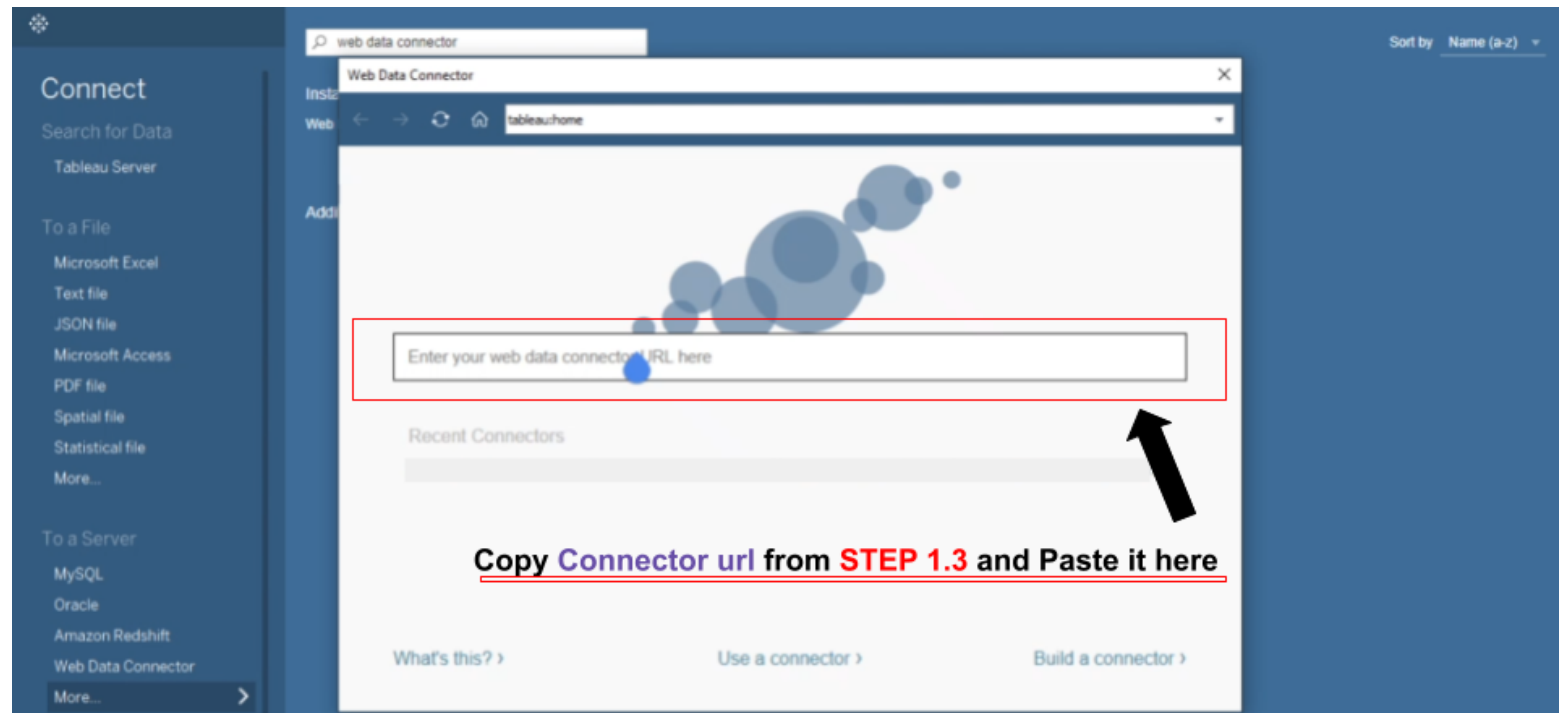 web data connector
Sort by Name (a-z)
Connect
Search for Data
Tableau Server
To a File
Microsoft Excel
Text file
JSON file
Microsoft Access
PDF file
Spatial file
Statistical file
More...
To a Server
MySQL
Oracle
Amazon Redshift
Web Data Connector
More...
Insta
Web
Addi
Web Data Connector
tableau:home
Enter your web data connector URL here
Recent Connectors
Copy Connector url from STEP 1.3 and Paste it here
What's this?
Use a connector
Build a connector